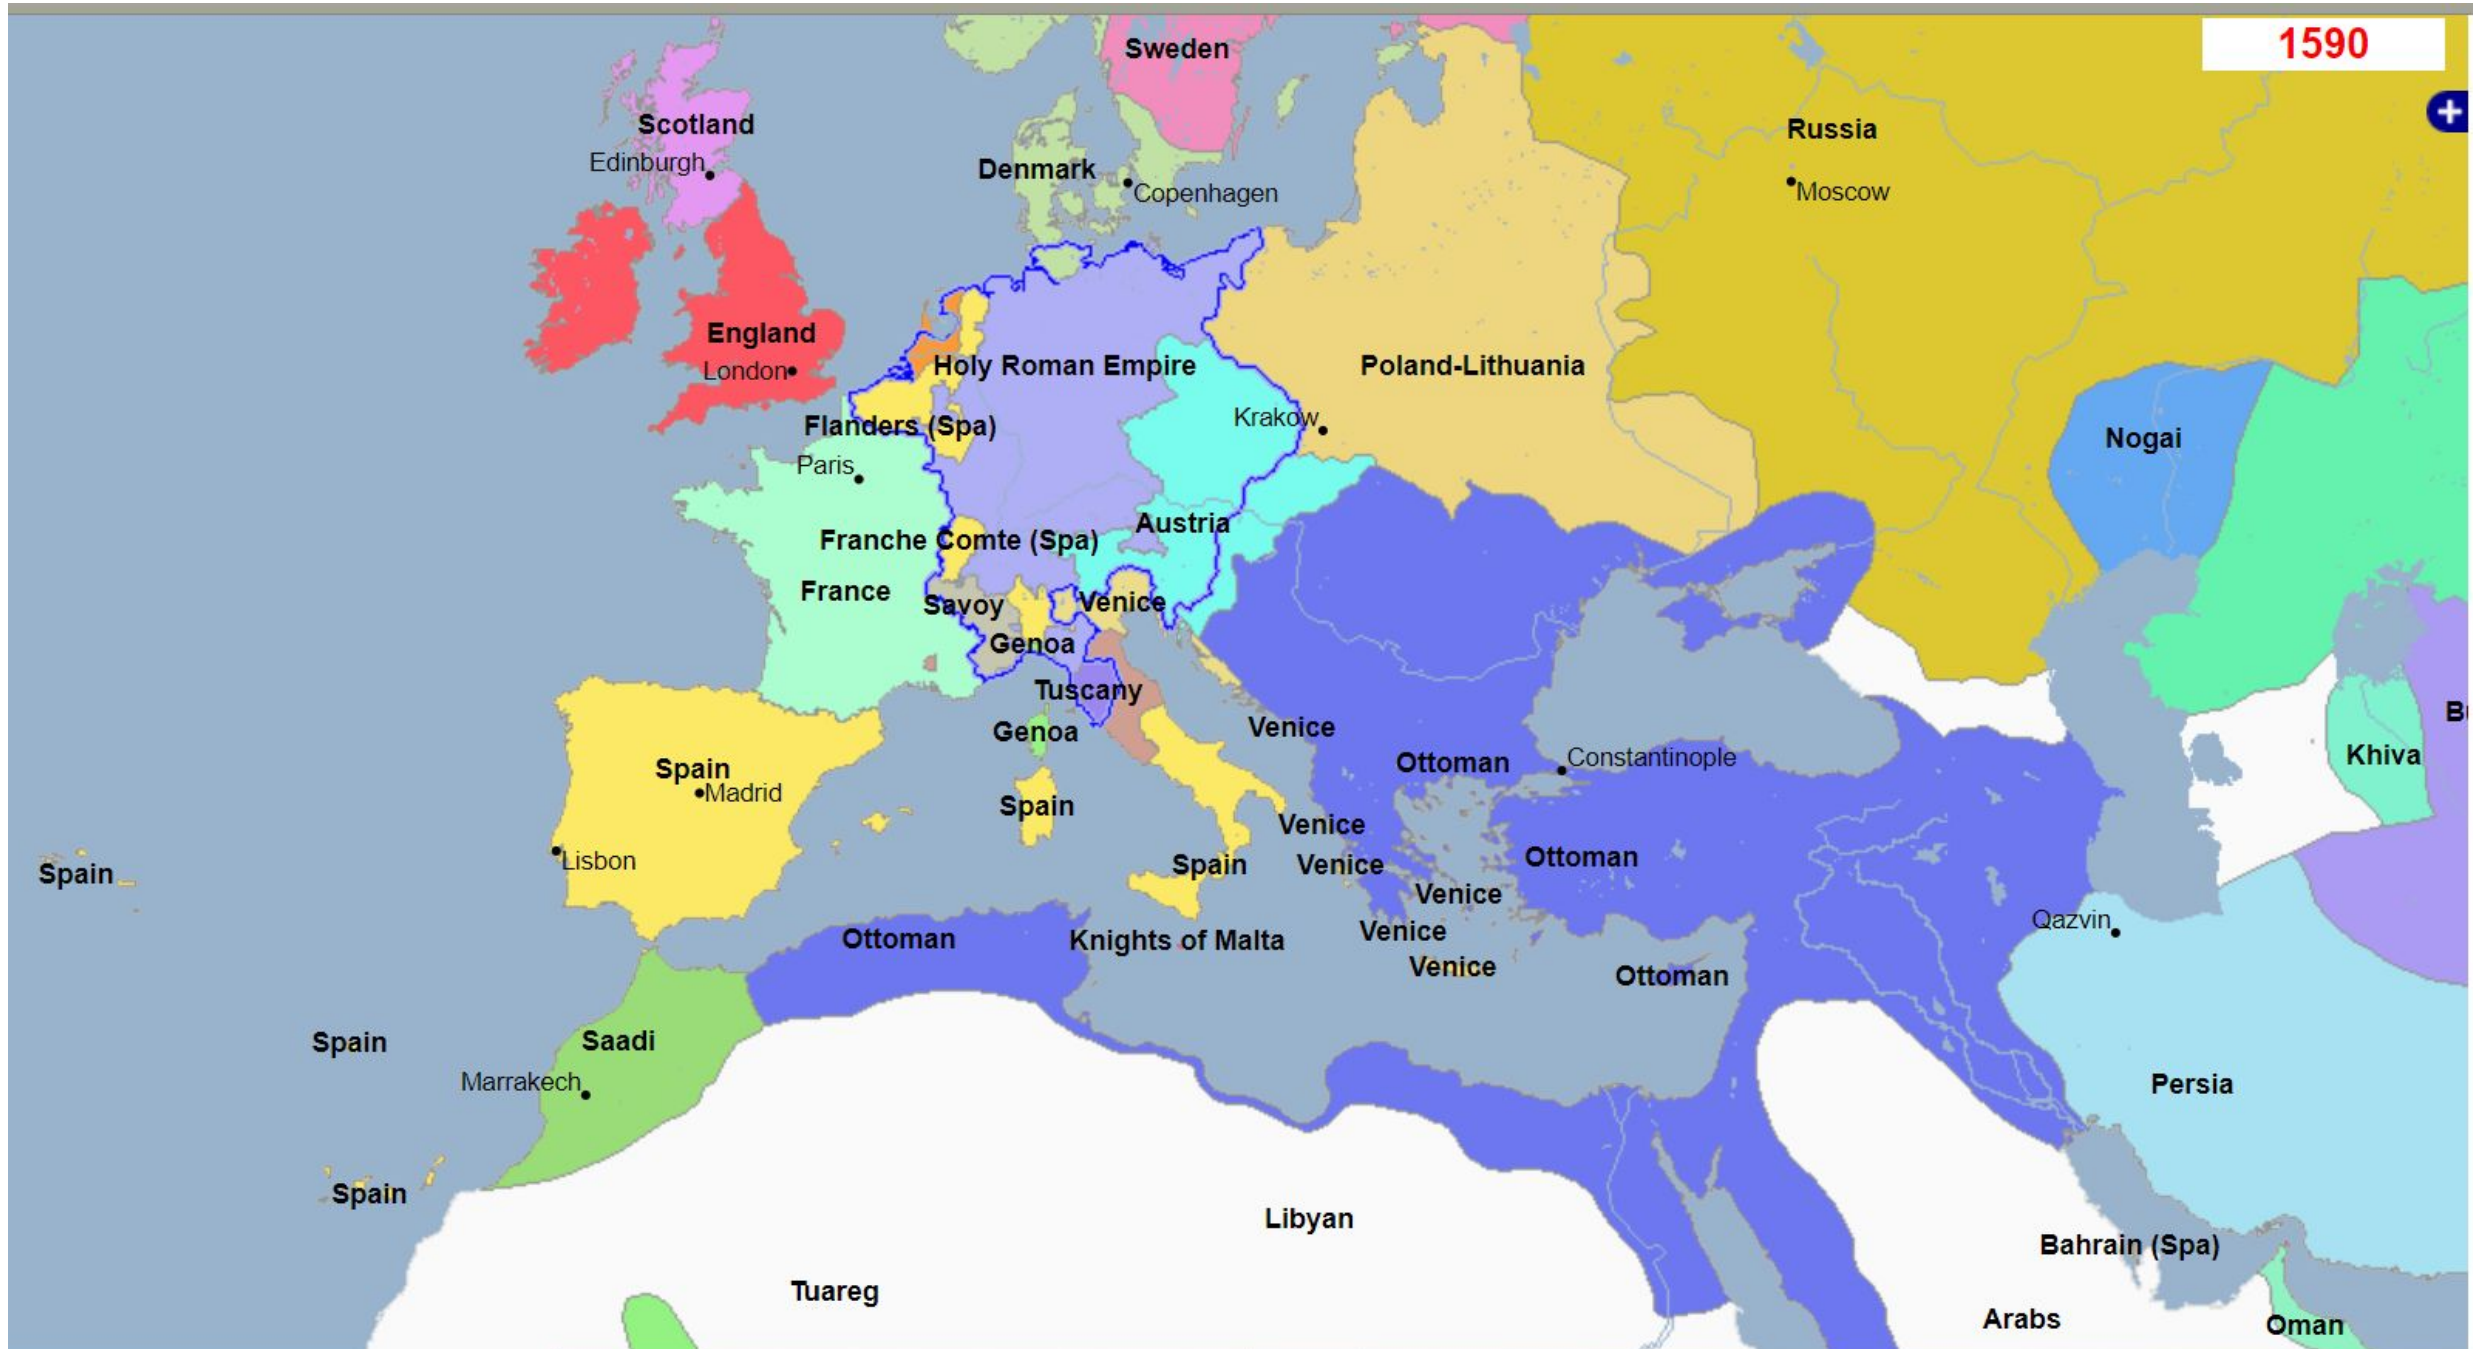 1590
+
Sweden
Scotland
Edinburgh
Denmark
Copenhagen
Russia
Moscow
England
London
Holy Roman Empire
Poland-Lithuania
Krakow
Flanders (Spa)
Nogai
Paris
Austria
Franche Comte (Spa)
France
Savoy
Venice
Genoa
Tuscany
Genoa
Venice
Khiva
Spain
Madrid
Ottoman
Constantinople
Spain
Venice
Lisbon
Spain
Spain
Venice
Ottoman
Venice
Qazvin
Ottoman
Knights of Malta
Venice
Venice
Ottoman
Spain
Saadi
Marrakech
Persia
Spain
Libyan
Bahrain (Spa)
Tuareg
Arabs
Oman